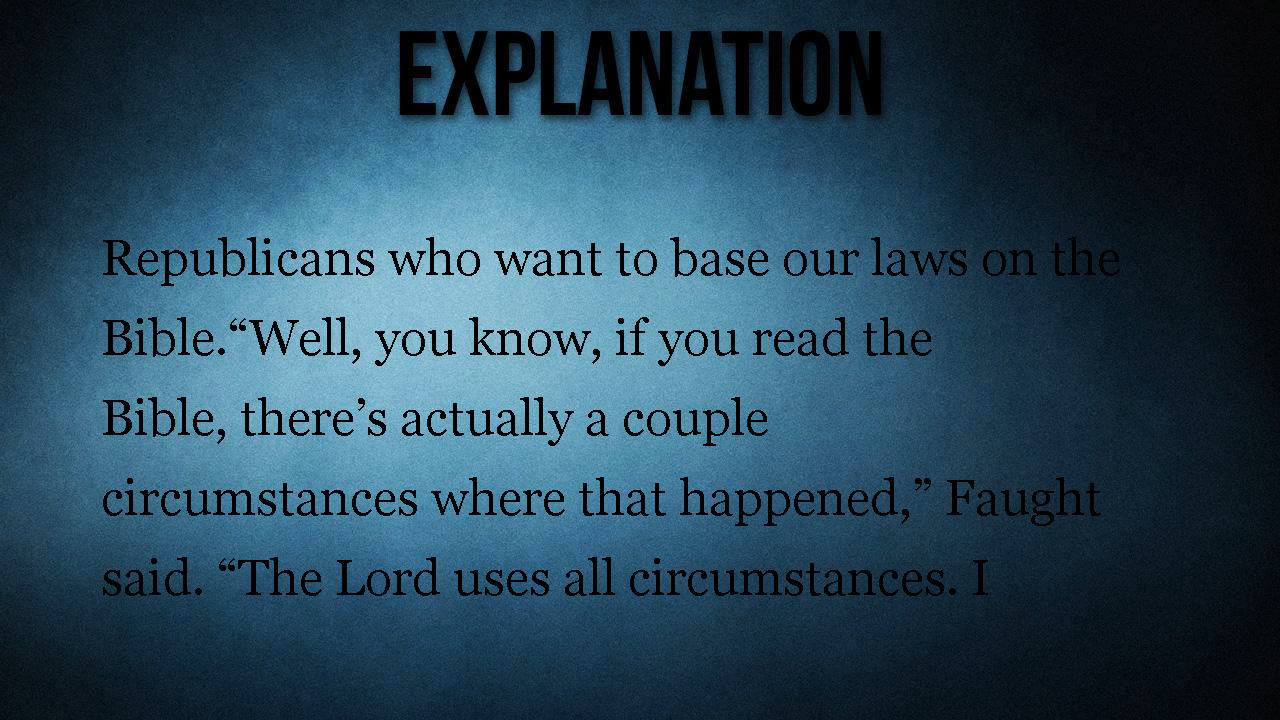 EXPLANATION
Republicans who want to base our laws on the
Bible.“Well, you know, if you read the
Bible, there’s actually a couple
circumstances where that happened,” Faught
said. “The Lord uses all circumstances. I